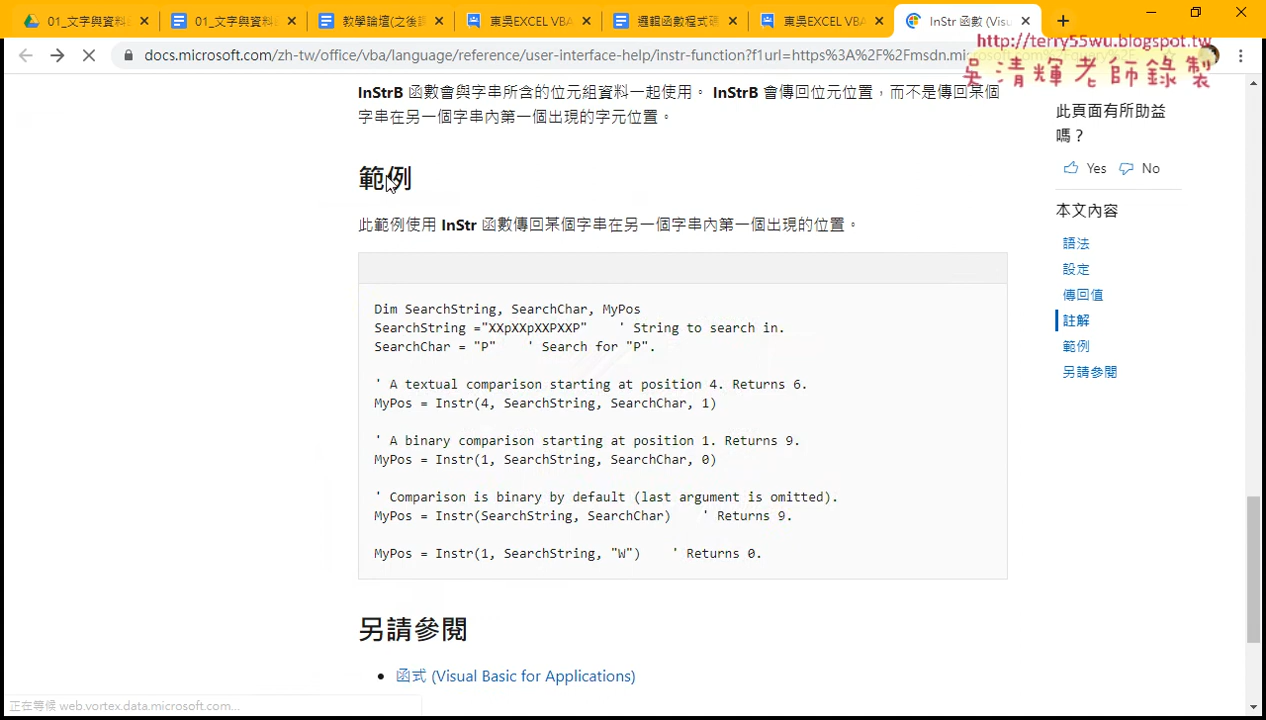 01_文字與資料
01_文字與資料
教學論壇(之後
東吳EXCEL VBA
邏輯函數程式碼
東吳EXCEL VBA
InStr 函數 (Visu
docs.microsoft.com/zh-tw/office/vba/language/reference/user-interface-help/instr-function?f1url=https%3A%2F%2Fmsdn.mi
http://terry55wu.blogspot.tw
吳清輝老師錄製
InStrB 函數會與字串所含的位元組資料一起使用。 InStrB 會傳回位元位置，而不是傳回某個
字串在另一個字串內第一個出現的字元位置。
範例
此範例使用 InStr 函數傳回某個字串在另一個字串內第一個出現的位置。
Dim SearchString, SearchChar, MyPos
SearchString ="XXpXXpXXPXXP" ' String to search in.
SearchChar = "P" ' Search for "P".
' A textual comparison starting at position 4. Returns 6.
MyPos = Instr(4, SearchString, SearchChar, 1)
' A binary comparison starting at position 1. Returns 9.
MyPos = Instr(1, SearchString, SearchChar, 0)
' Comparison is binary by default (last argument is omitted).
MyPos = Instr(SearchString, SearchChar) ' Returns 9.
MyPos = Instr(1, SearchString, "W") ' Returns 0.
另請參閱
函式 (Visual Basic for Applications)
此頁面有所助益
嗎？
Yes No
本文內容
語法
設定
傳回值
註解
範例
另請參閱
正在等候 web.vortex.data.microsoft.com...